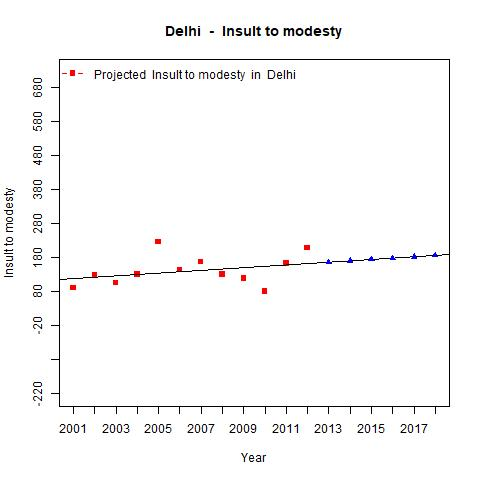 Delhi - Insult to modesty
Projected Insult to modesty in Delhi
680
580
480
380
280
180
80
-20
-220
Insult to modesty
2001 2003 2005 2007 2009 2011 2013 2015 2017
Year